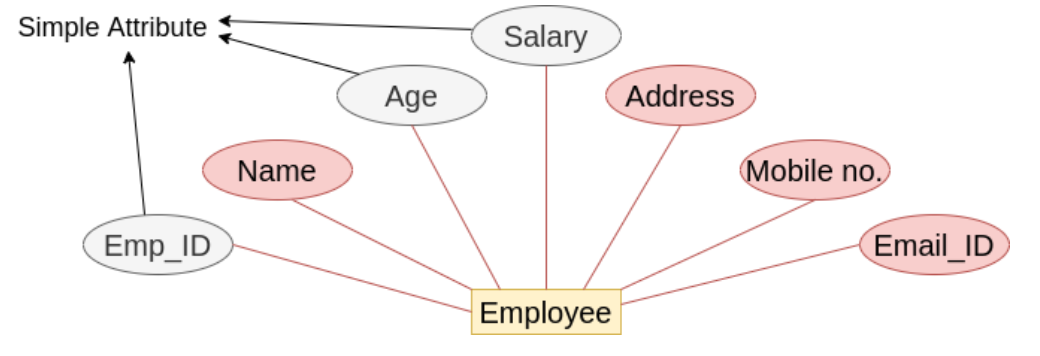 Simple Attribute
Salary
Age
Address
Name
Mobile no.
Emp_ID
Email_ID
Employee